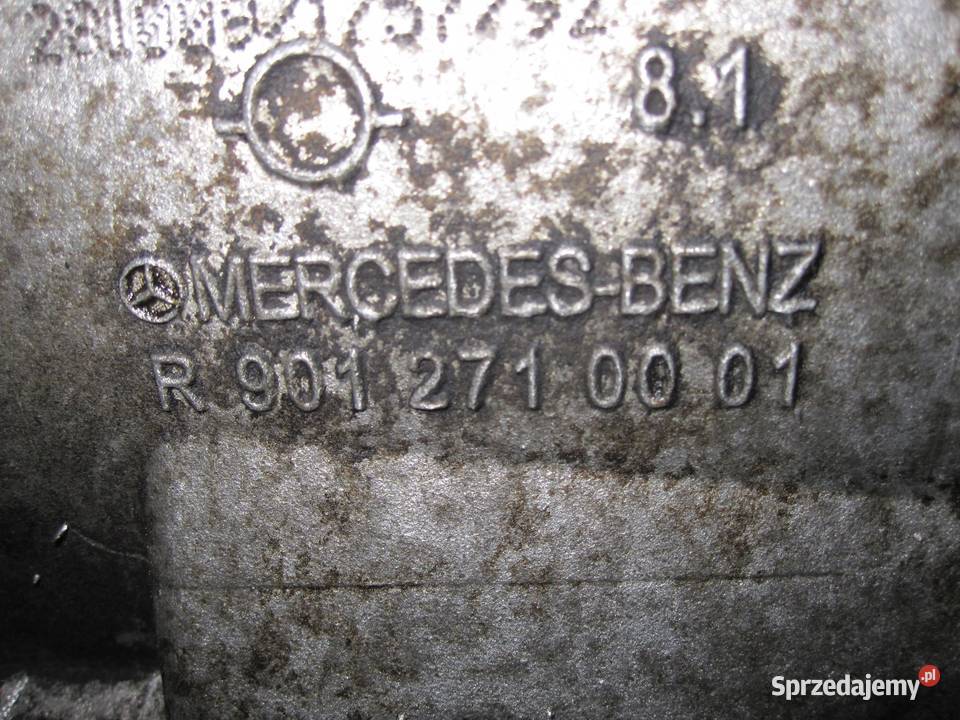 8.1
MERCEDES-BENZ
R 901 271 00 01
Sprzedajemy.pl